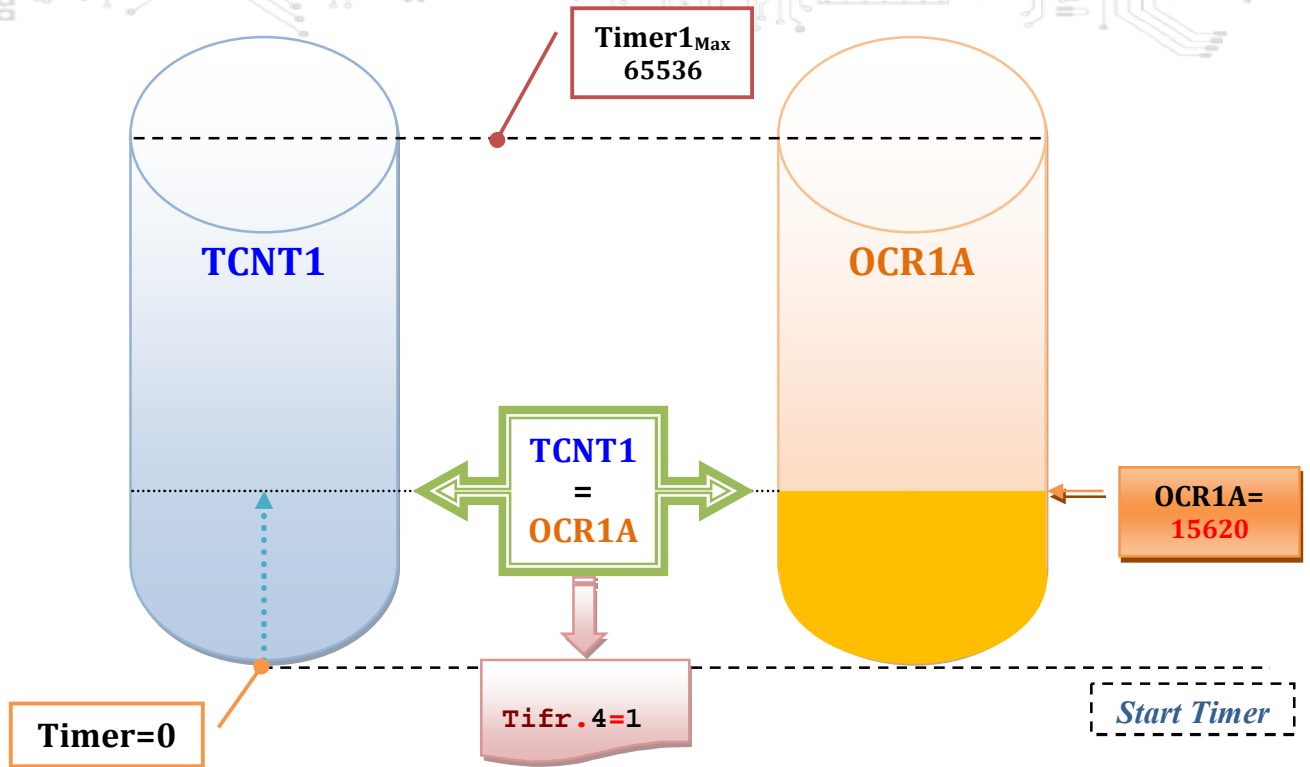 Timer1Max
65536
TCNT1
OCR1A
TCNT1
=
OCR1A
OCR1A=
15620
Tifr.4=1
Timer=0
Start Timer